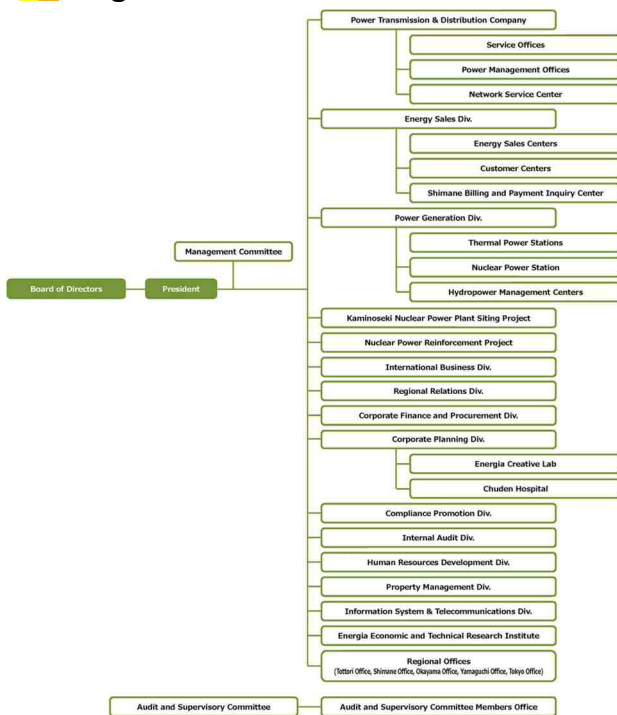 Power Transmission & Distribution Company
Service Offices
Power Management Offices
Network Service Center
Energy Sales Div.
Energy Sales Centers
Customer Centers
Shimane Billing and Payment Inquiry Center
Power Generation Div.
Thermal Power Stations
Management Committee
Nuclear Power Station
Board of Directors
President
Hydropower Management Centers
Kaminoseki Nuclear Power Plant Siting Project
Nuclear Power Reinforcement Project
International Business Div.
Regional Relations Div.
Corporate Finance and Procurement Div.
Corporate Planning Div.
Energia Creative Lab
Chuden Hospital
Compliance Promotion Div.
Internal Audit Div.
Human Resources Development Div.
Property Management Div.
Information System & Telecommunications Div.
Energia Economic and Technical Research Institute
Regional Offices
(Tottori Office, Shimane Office, Okayama Office, Yamaguchi Office, Tokyo Office)
Audit and Supervisory Committee
Audit and Supervisory Committee Members Office